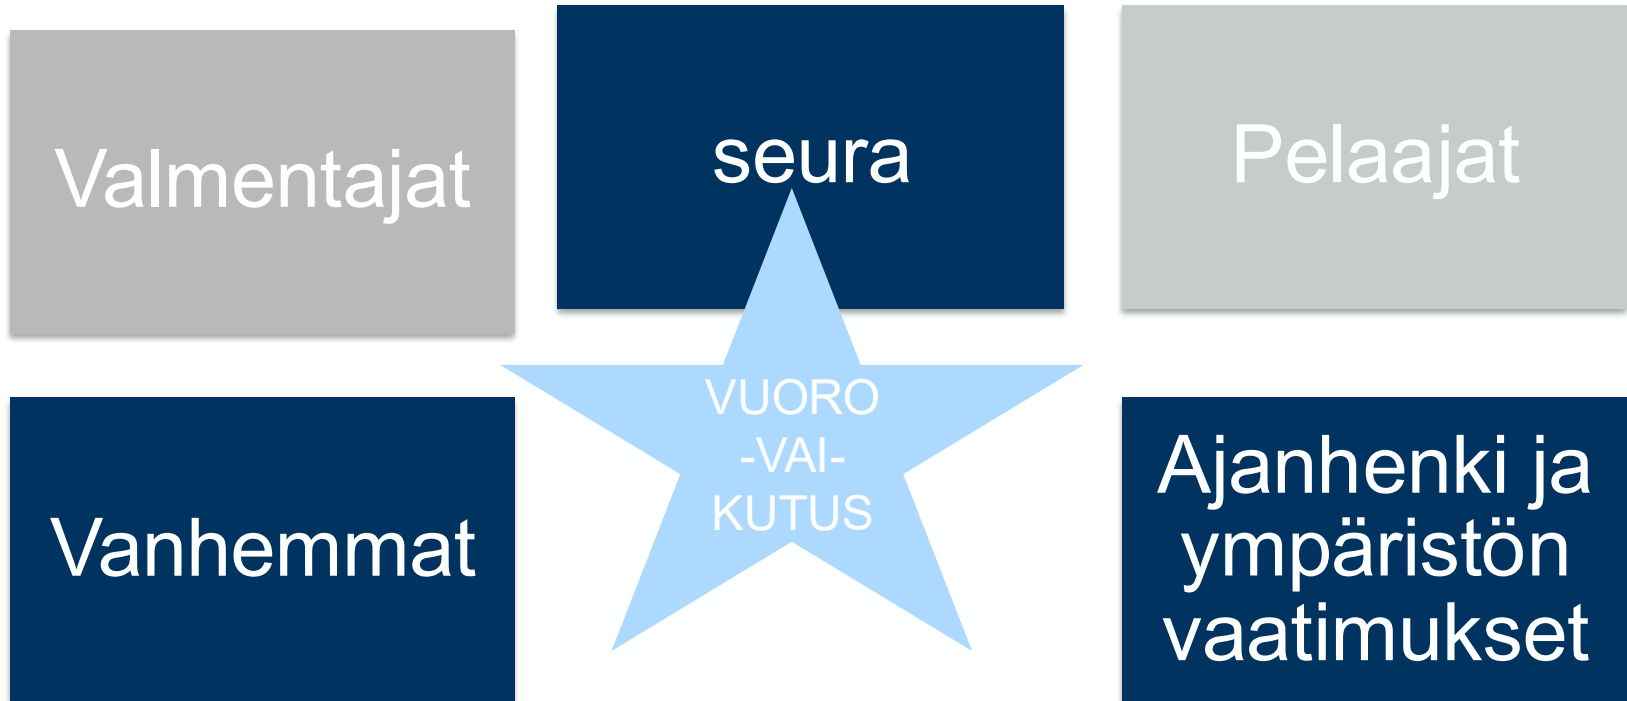 Valmentajat
seura
Pelaajat
VUORO
-VAI-
KUTUS
Vanhemmat
Ajanhenki ja
ympäristön
vaatimukset